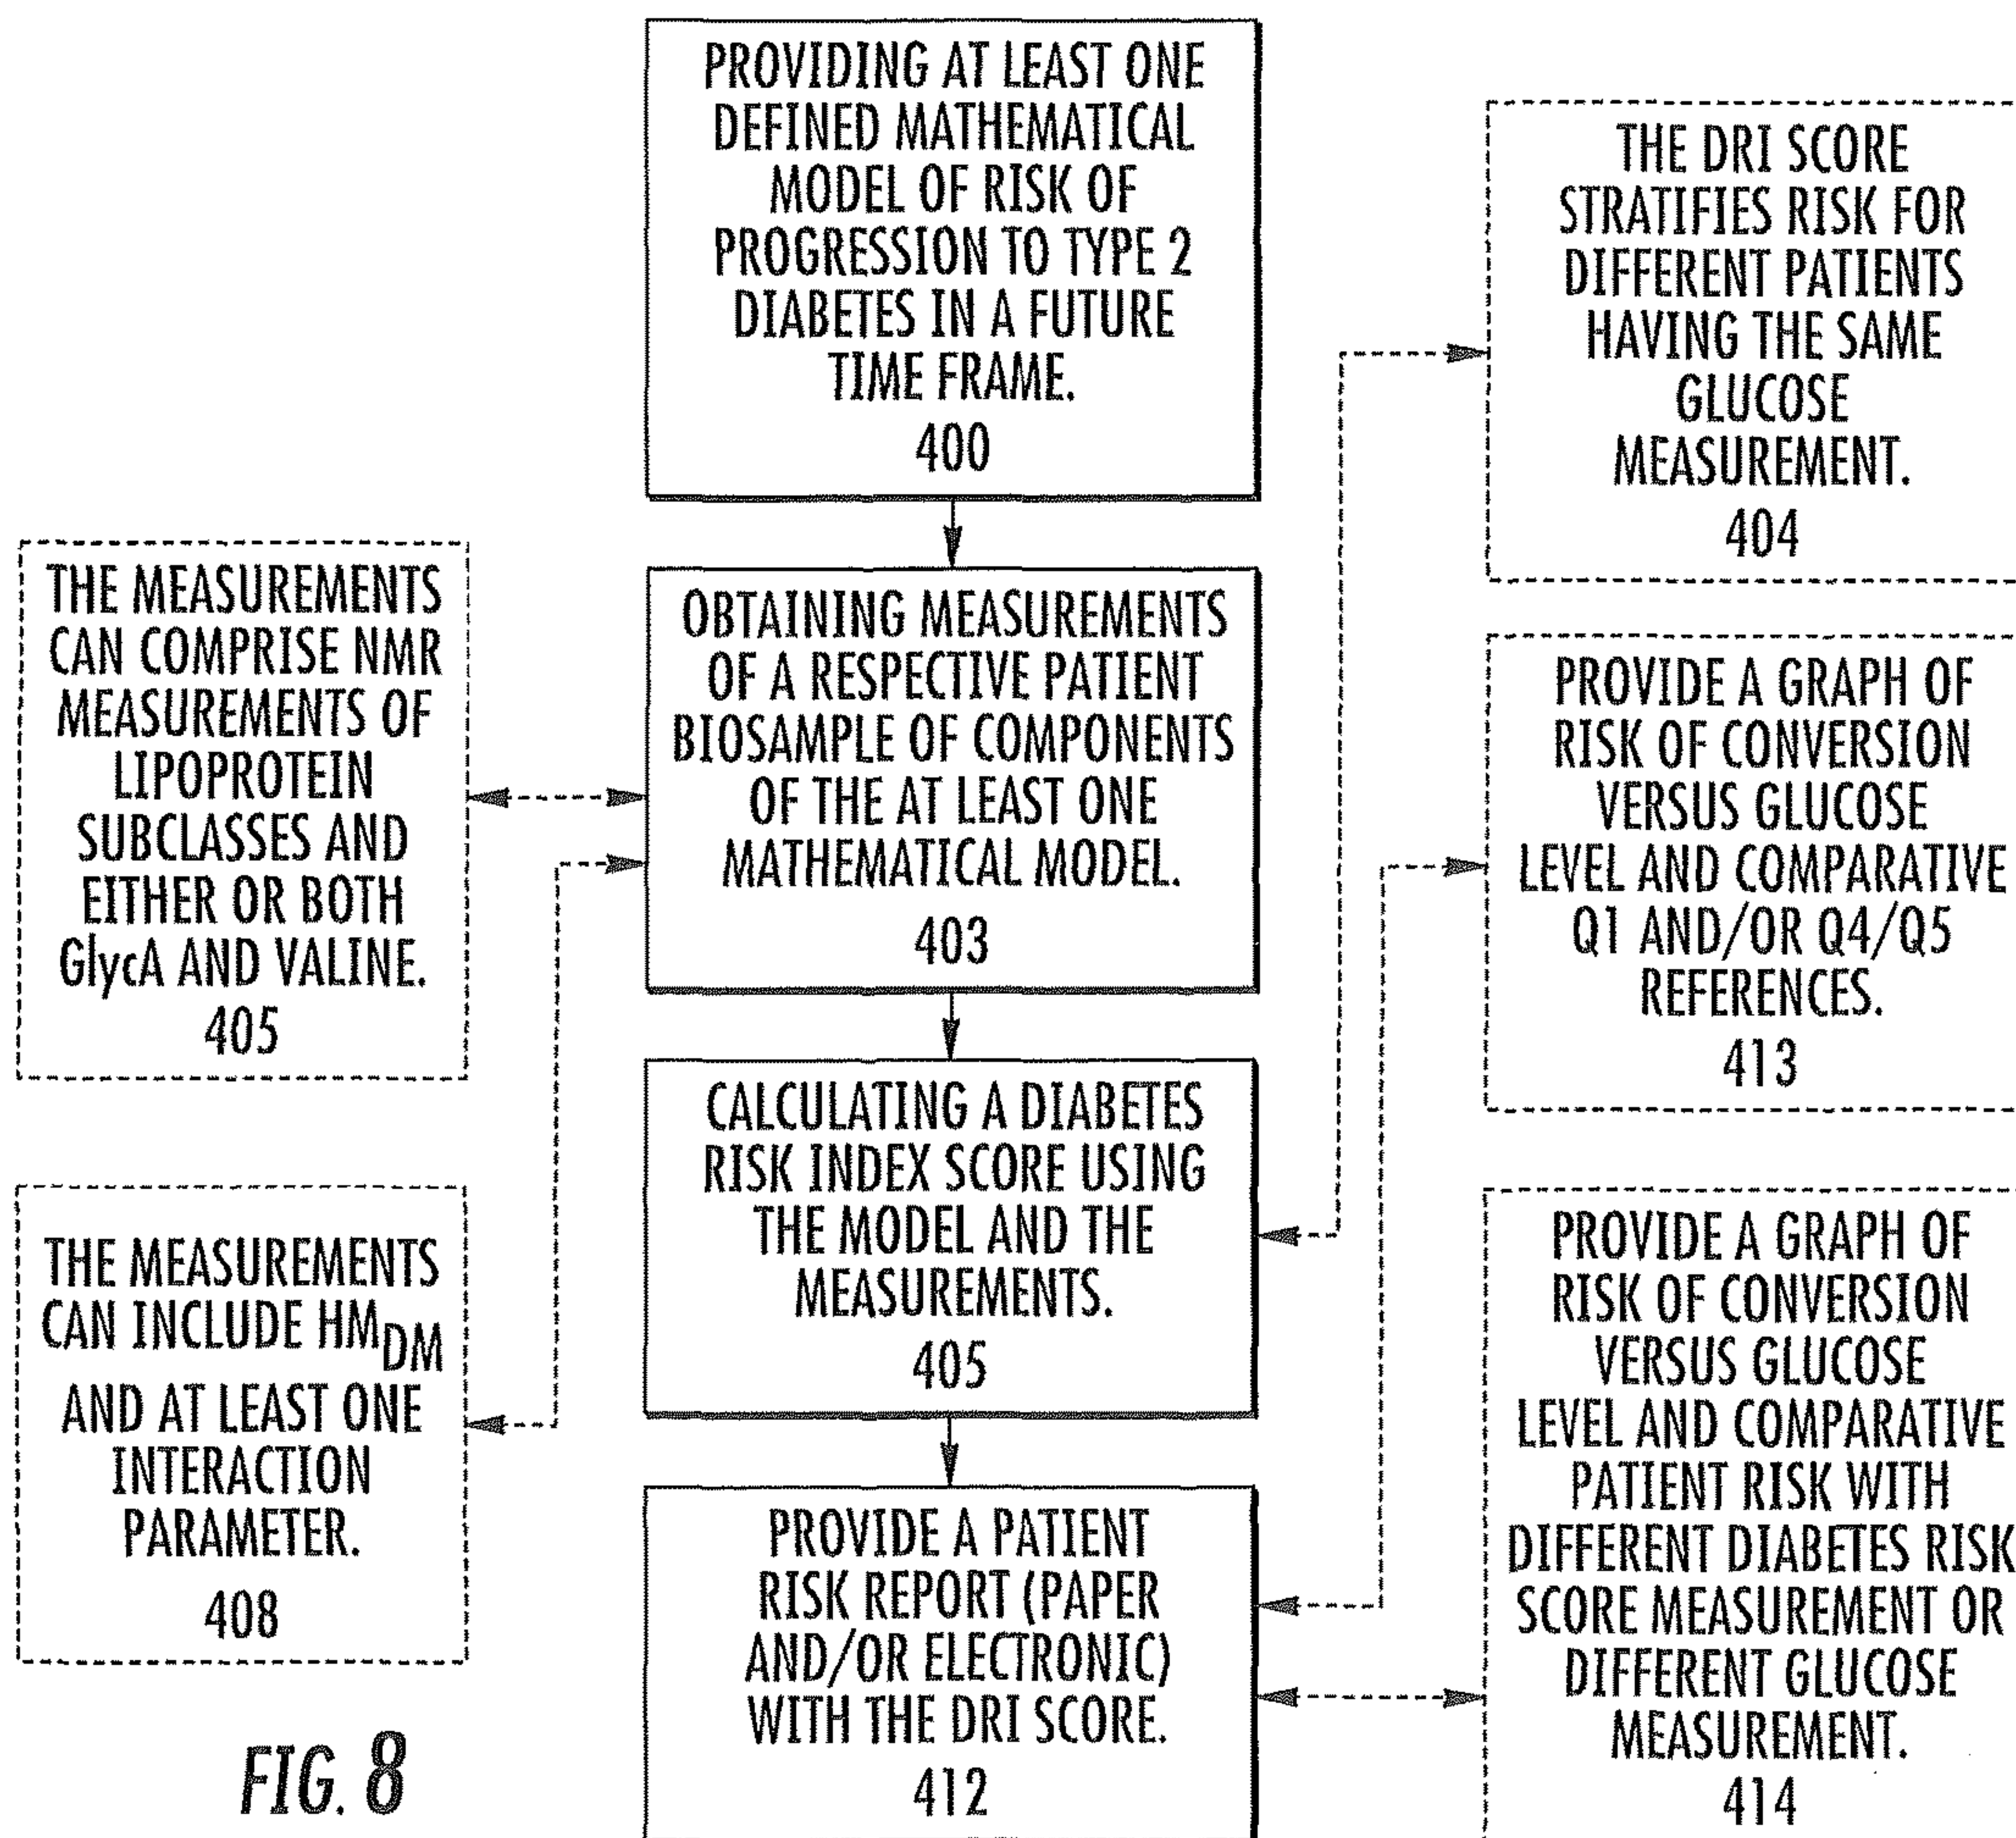 PROVIDING AT LEAST ONE
DEFINED MATHEMATICAL
MODEL OF RISK OF
PROGRESSION TO TYPE 2
DIABETES IN A FUTURE
TIME FRAME.
400
OBTAINING MEASUREMENTS
OF A RESPECTIVE PATIENT
BIOSAMPLE OF COMPONENTS
OF THE AT LEAST ONE
MATHEMATICAL MODEL.
403
CALCULATING A DIABETES
RISK INDEX SCORE USING
THE MODEL AND THE
MEASUREMENTS.
405
PROVIDE A PATIENT
RISK REPORT (PAPER
AND/OR ELECTRONIC)
WITH THE DRI SCORE.
412
THE MEASUREMENTS
CAN COMPRISE NMR
MEASUREMENTS OF
LIPOPROTEIN
SUBCLASSES AND
EITHER OR BOTH
GlycA AND VALINE.
405
THE MEASUREMENTS
CAN INCLUDE HMDM
AND AT LEAST ONE
INTERACTION
PARAMETER.
408
THE DRI SCORE
STRATIFIES RISK FOR
DIFFERENT PATIENTS
HAVING THE SAME
GLUCOSE
MEASUREMENT.
404
PROVIDE A GRAPH OF
RISK OF CONVERSION
VERSUS GLUCOSE
LEVEL AND COMPARATIVE
Q1 AND/OR Q4/Q5
REFERENCES.
413
PROVIDE A GRAPH OF
RISK OF CONVERSION
VERSUS GLUCOSE
LEVEL AND COMPARATIVE
PATIENT RISK WITH
DIFFERENT DIABETES RISK
SCORE MEASUREMENT OR
DIFFERENT GLUCOSE
MEASUREMENT.
414
FIG. 8